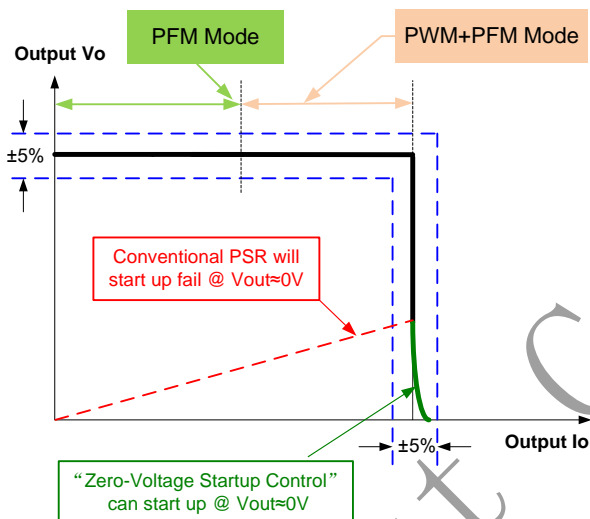 PFM Mode
PWM+PFM Mode
Output Vo
±5%
Conventional PSR will
start up fail @ Vout≈0V
±5%
Output Io
“Zero-Voltage Startup Control”
can start up @ Vout≈0V